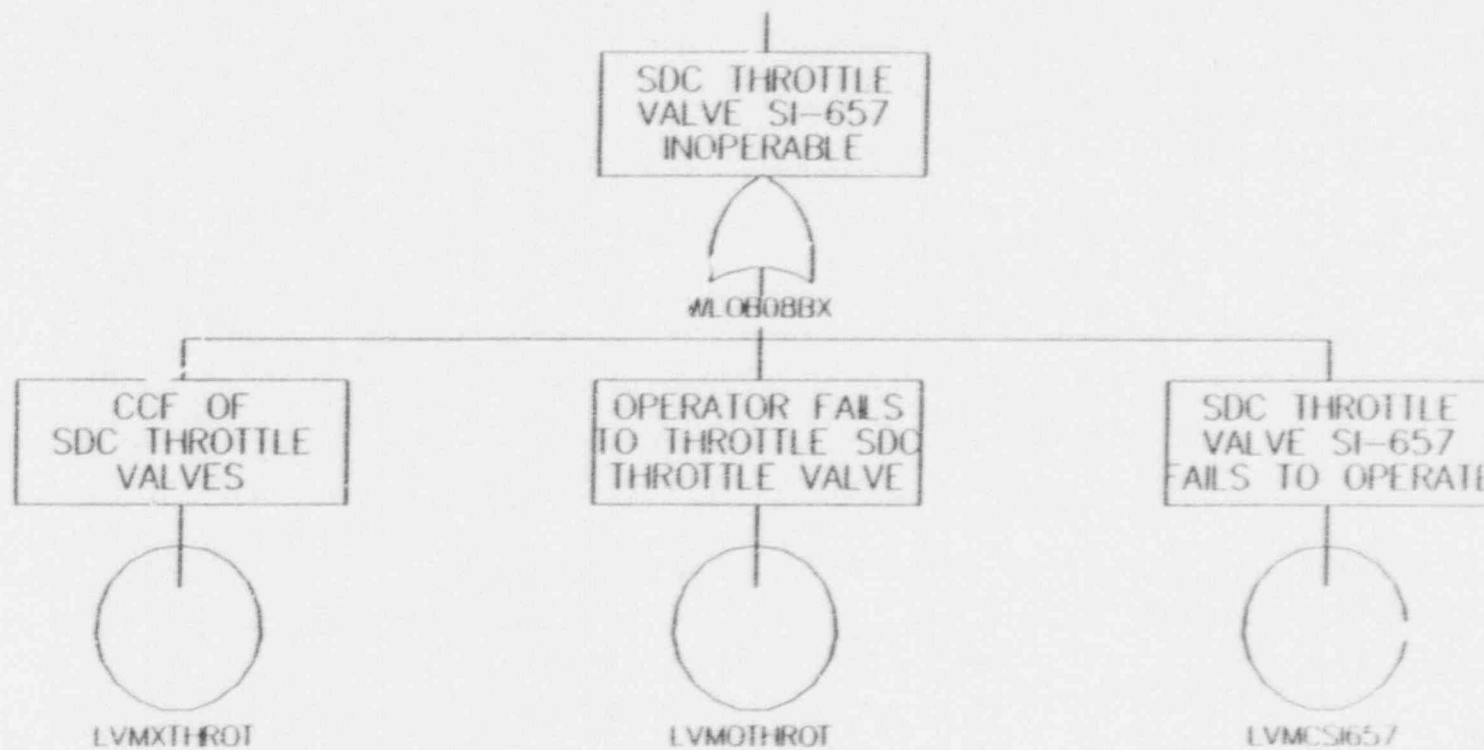 SDC THROTTLE
VALVE SI-657
INOPERABLE
WLOB08BX
CCF OF
SDC THROTTLE
VALVES
OPERATOR FAILS
TO THROTTLE SDC
THROTTLE VALVE
SDC THROTTLE
VALVE SI-657
FAILS TO OPERATE
LVMXTHROT
LVMOTHROT
LVMCSI657